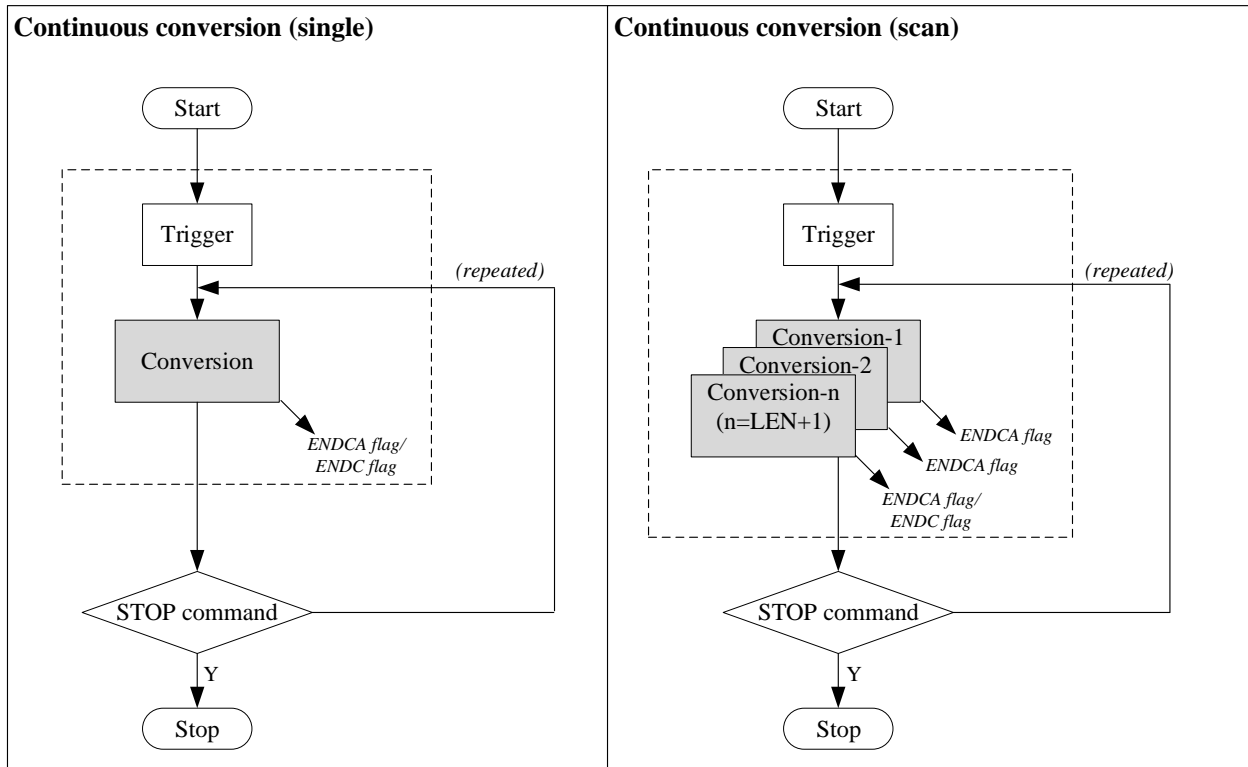 Continuous conversion (single)
Start
Trigger
(repeated)
Conversion
ENDCA flag/
ENDC flag
STOP command
Y
Stop
Continuous conversion (scan)
Start
Trigger
(repeated)
Conversion-1
Conversion-2
Conversion-n
(n=LEN+1)
ENDCA flag
ENDCA flag
ENDCA flag/
ENDC flag
STOP command
Y
Stop